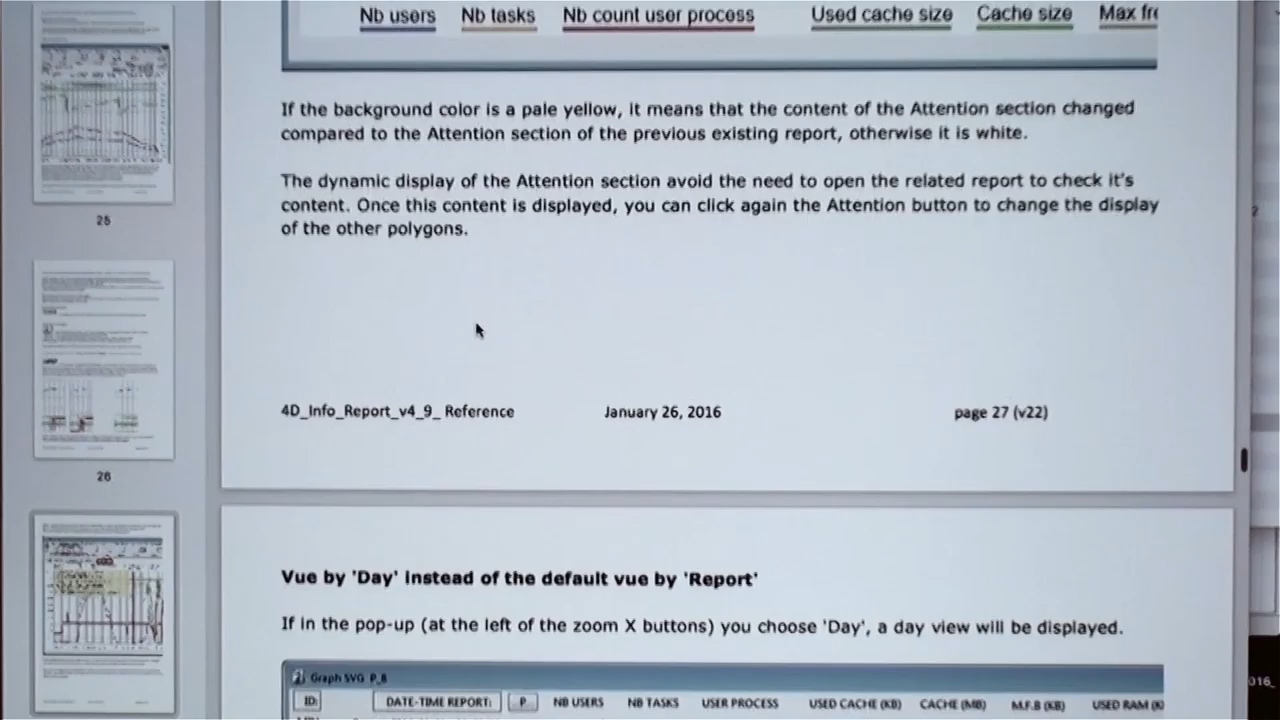 Nb users Nb tasks Nb count user process Used cache size Cache size Max fr
If the background color is a pale yellow, it means that the content of the Attention section changed
compared to the Attention section of the previous existing report, otherwise it is white.
The dynamic display of the Attention section avoid the need to open the related report to check it's
content. Once this content is displayed, you can click again the Attention button to change the display
of the other polygons.
4D_Info_Report_v4_9_ Reference January 26, 2016 page 27 (v22)
Vue by 'Day' instead of the default vue by 'Report'
If in the pop-up (at the left of the zoom X buttons) you choose 'Day', a day view will be displayed.
Graph SVG P_8
ID: DATE-TIME REPORT: P NB USERS NB TASKS USER PROCESS USED CACHE (KB) CACHE (MB) M.F.B (KB) USED RAM (K
25
26
2
016_